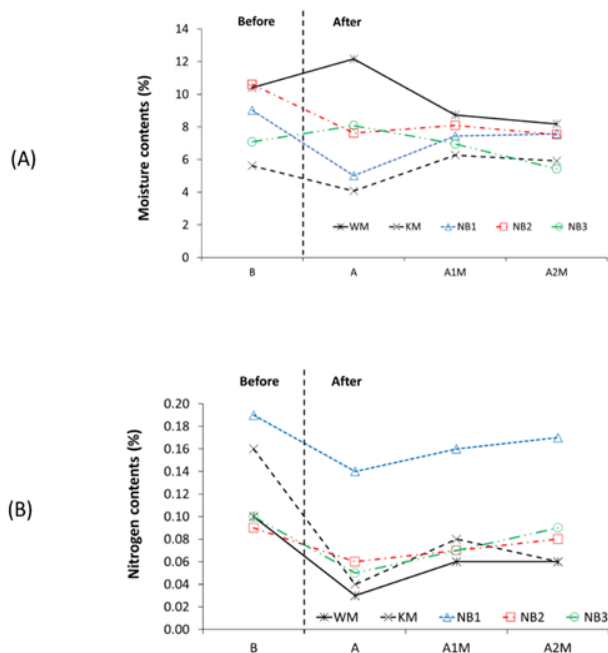 Before After
14
12
10
8
6
4
2
0
Moisture contents (%)
(A)
WM KM NB1 NB2 NB3
B A A1M A2M
Before After
0.20
0.18
0.16
0.14
0.12
0.10
0.08
0.06
0.04
0.02
0.00
Nitrogen contents (%)
(B)
WM KM NB1 NB2 NB3
B A A1M A2M